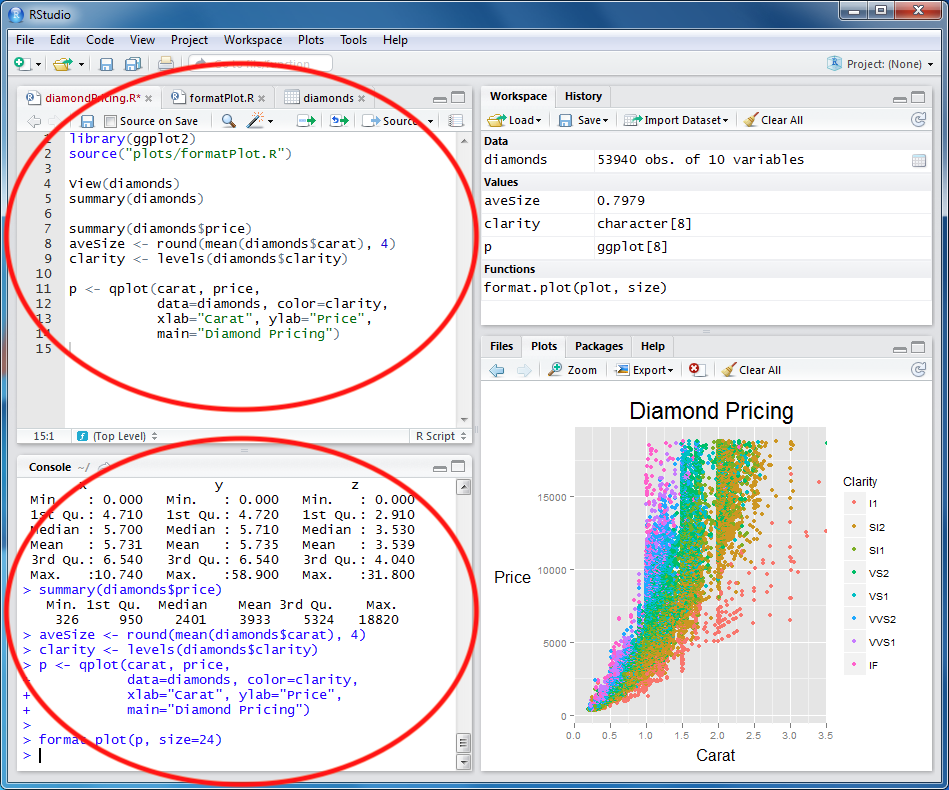 RStudio
File Edit Code View Project Workspace Plots Tools Help
Go to file/function
Project: (None)
diamondPricing.R* formatPlot.R diamonds
Source on Save Source
1 library(ggplot2)
2 source("plots/formatPlot.R")
3
4 View(diamonds)
5 summary(diamonds)
6
7 summary(diamonds$price)
8 aveSize <- round(mean(diamonds$carat), 4)
9 clarity <- levels(diamonds$clarity)
10
11 p <- qplot(carat, price,
12 data=diamonds, color=clarity,
13 xlab="Carat", ylab="Price",
14 main="Diamond Pricing")
15
15:1 (Top Level) R Script
Console ~/
x y z
Min. : 0.000 Min. : 0.000 Min. : 0.000
1st Qu.: 4.710 1st Qu.: 4.720 1st Qu.: 2.910
Median : 5.700 Median : 5.710 Median : 3.530
Mean : 5.731 Mean : 5.735 Mean : 3.539
3rd Qu.: 6.540 3rd Qu.: 6.540 3rd Qu.: 4.040
Max. :10.740 Max. :58.900 Max. :31.800
> summary(diamonds$price)
Min. 1st Qu. Median Mean 3rd Qu. Max.
326 950 2401 3933 5324 18820
> aveSize <- round(mean(diamonds$carat), 4)
> clarity <- levels(diamonds$clarity)
> p <- qplot(carat, price,
+ data=diamonds, color=clarity,
+ xlab="Carat", ylab="Price",
+ main="Diamond Pricing")
>
> format.plot(p, size=24)
>
Workspace History
Load Save Import Dataset Clear All
Data
diamonds 53940 obs. of 10 variables
Values
aveSize 0.7979
clarity character[8]
p ggplot[8]
Functions
format.plot(plot, size)
Files Plots Packages Help
Zoom Export Clear All
Diamond Pricing
Price
15000
10000
5000
0
0.0 0.5 1.0 1.5 2.0 2.5 3.0 3.5
Carat
Clarity
I1
SI2
SI1
VS2
VS1
VVS2
VVS1
IF